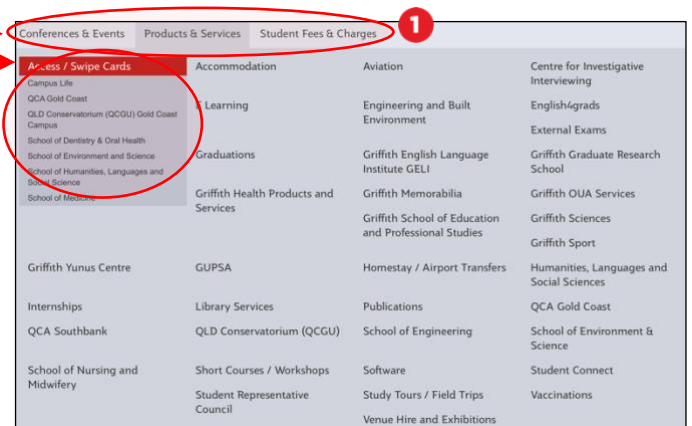 Conferences & Events Products & Services Student Fees & Charges
1
Access / Swipe Cards
Campus Life
QCA Gold Coast
QLD Conservatorium (QCGU) Gold Coast
Campus
School of Dentistry & Oral Health
School of Environment and Science
School of Humanities, Languages and
Social Science
School of Medicine
Accommodation
Aviation
Centre for Investigative
Interviewing
E Learning
Engineering and Built
Environment
English4grads
External Exams
Graduations
Griffith English Language
Institute GELI
Griffith Graduate Research
School
Griffith Health Products and
Services
Griffith Memorabilia
Griffith OUA Services
Griffith School of Education
and Professional Studies
Griffith Sciences
Griffith Sport
Griffith Yunus Centre
GUPSA
Homestay / Airport Transfers
Humanities, Languages and
Social Sciences
Internships
Library Services
Publications
QCA Gold Coast
QCA Southbank
QLD Conservatorium (QCGU)
School of Engineering
School of Environment &
Science
School of Nursing and
Midwifery
Short Courses / Workshops
Software
Student Connect
Student Representative
Council
Study Tours / Field Trips
Vaccinations
Venue Hire and Exhibitions